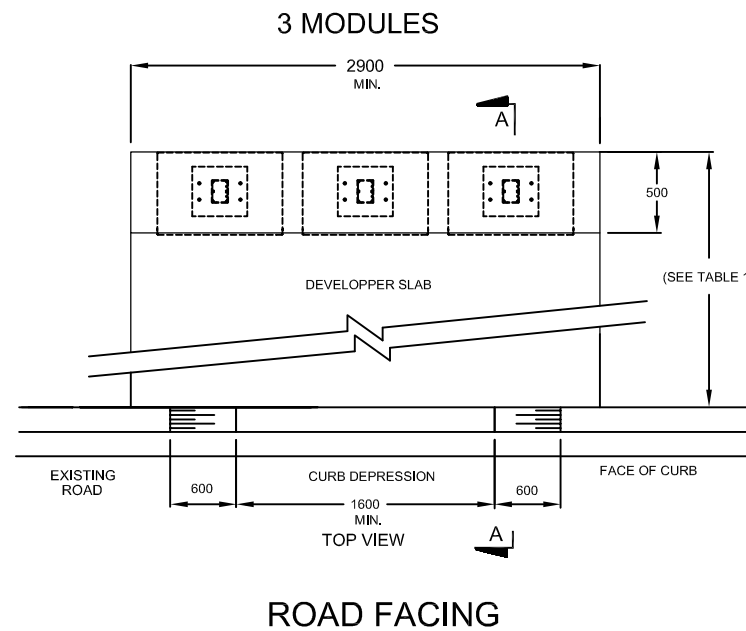 3 MODULES
2900
MIN.
A
500
DEVELOPPER SLAB
(SEE TABLE 1
EXISTING
ROAD
600
CURB DEPRESSION
600
FACE OF CURB
1600
MIN.
TOP VIEW
A
ROAD FACING